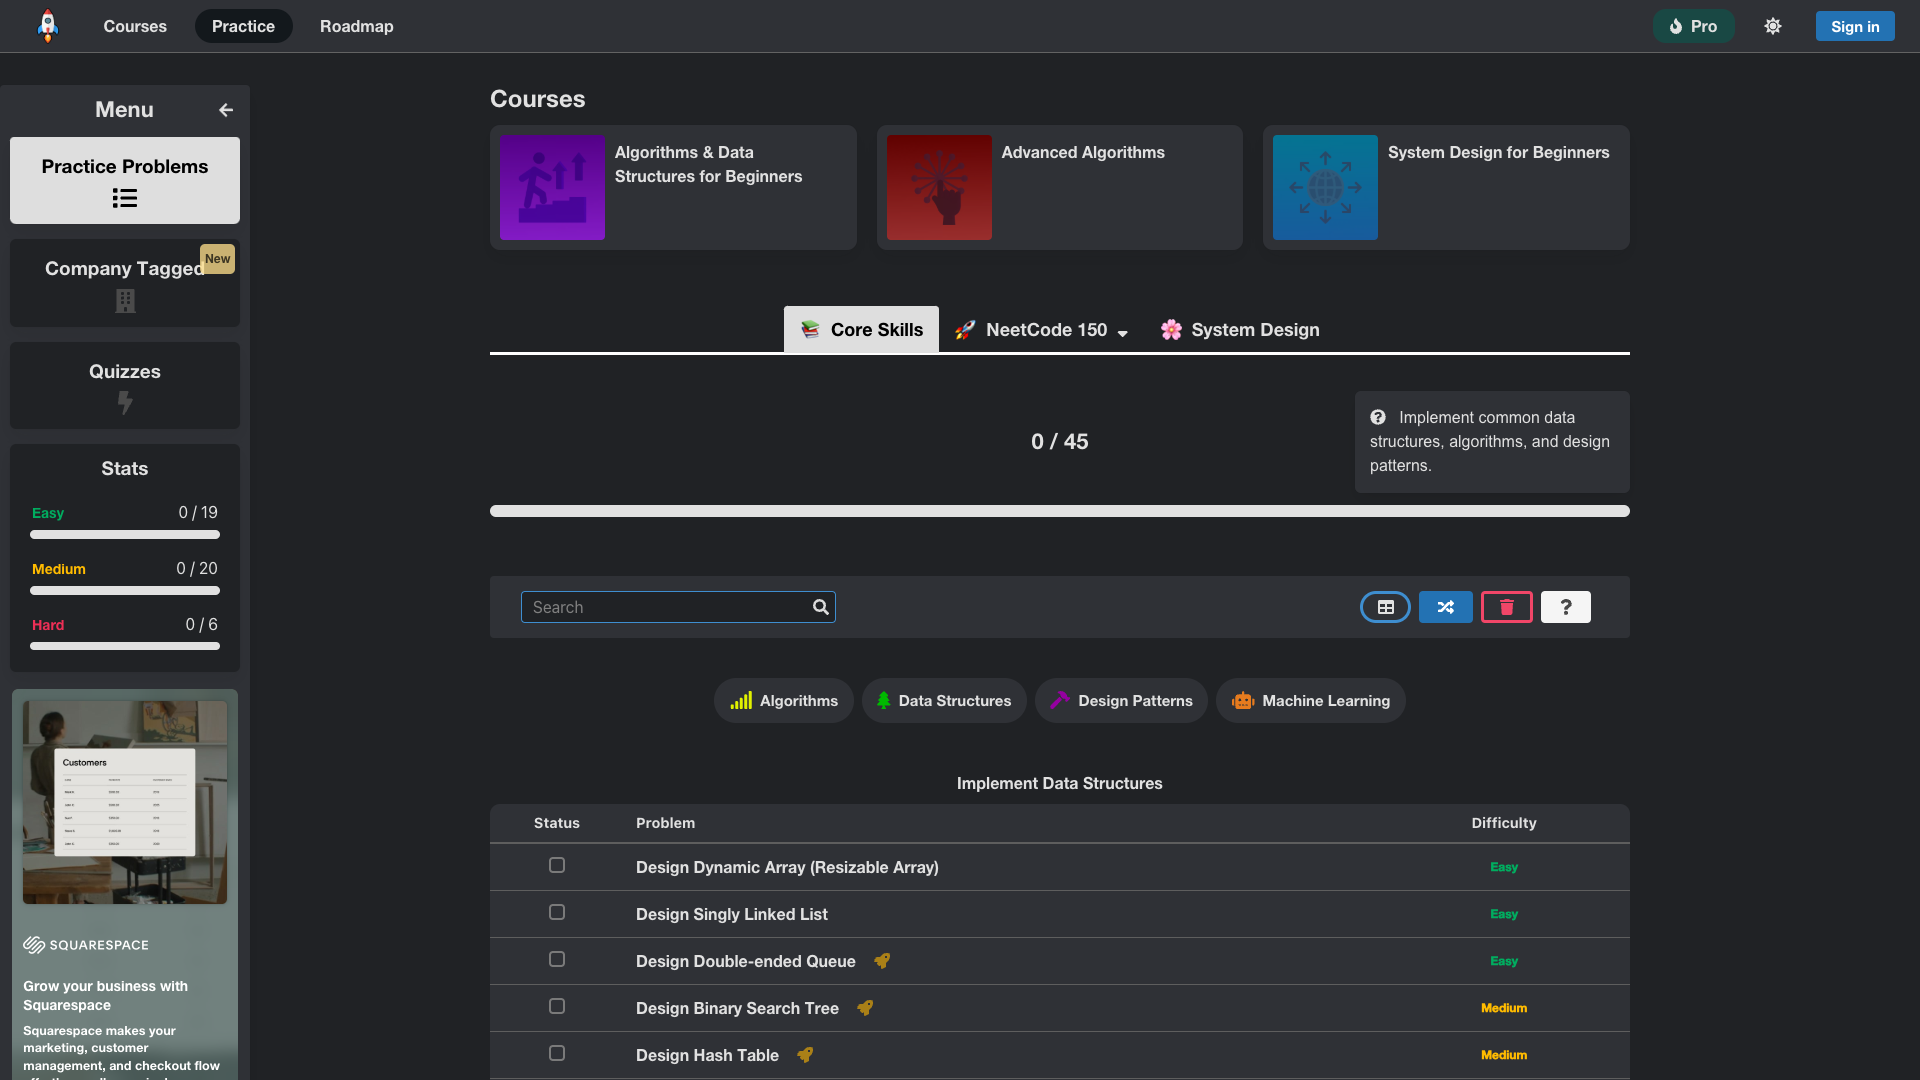 Courses
Practice
Roadmap
Pro
Sign in
Menu
Practice Problems
Company Tagged
New
Quizzes
Stats
Easy
0 / 19
Medium
0 / 20
Hard
0 / 6
Customers
SQUARESPACE
Grow your business with
Squarespace
Squarespace makes your
marketing, customer
management, and checkout flow
Courses
Algorithms & Data
Structures for Beginners
Advanced Algorithms
System Design for Beginners
Core Skills
NeetCode 150
System Design
0 / 45
Implement common data
structures, algorithms, and design
patterns.
Search
?
Algorithms
Data Structures
Design Patterns
Machine Learning
Implement Data Structures
Status
Problem
Difficulty
Design Dynamic Array (Resizable Array)
Easy
Design Singly Linked List
Easy
Design Double-ended Queue
Easy
Design Binary Search Tree
Medium
Design Hash Table
Medium